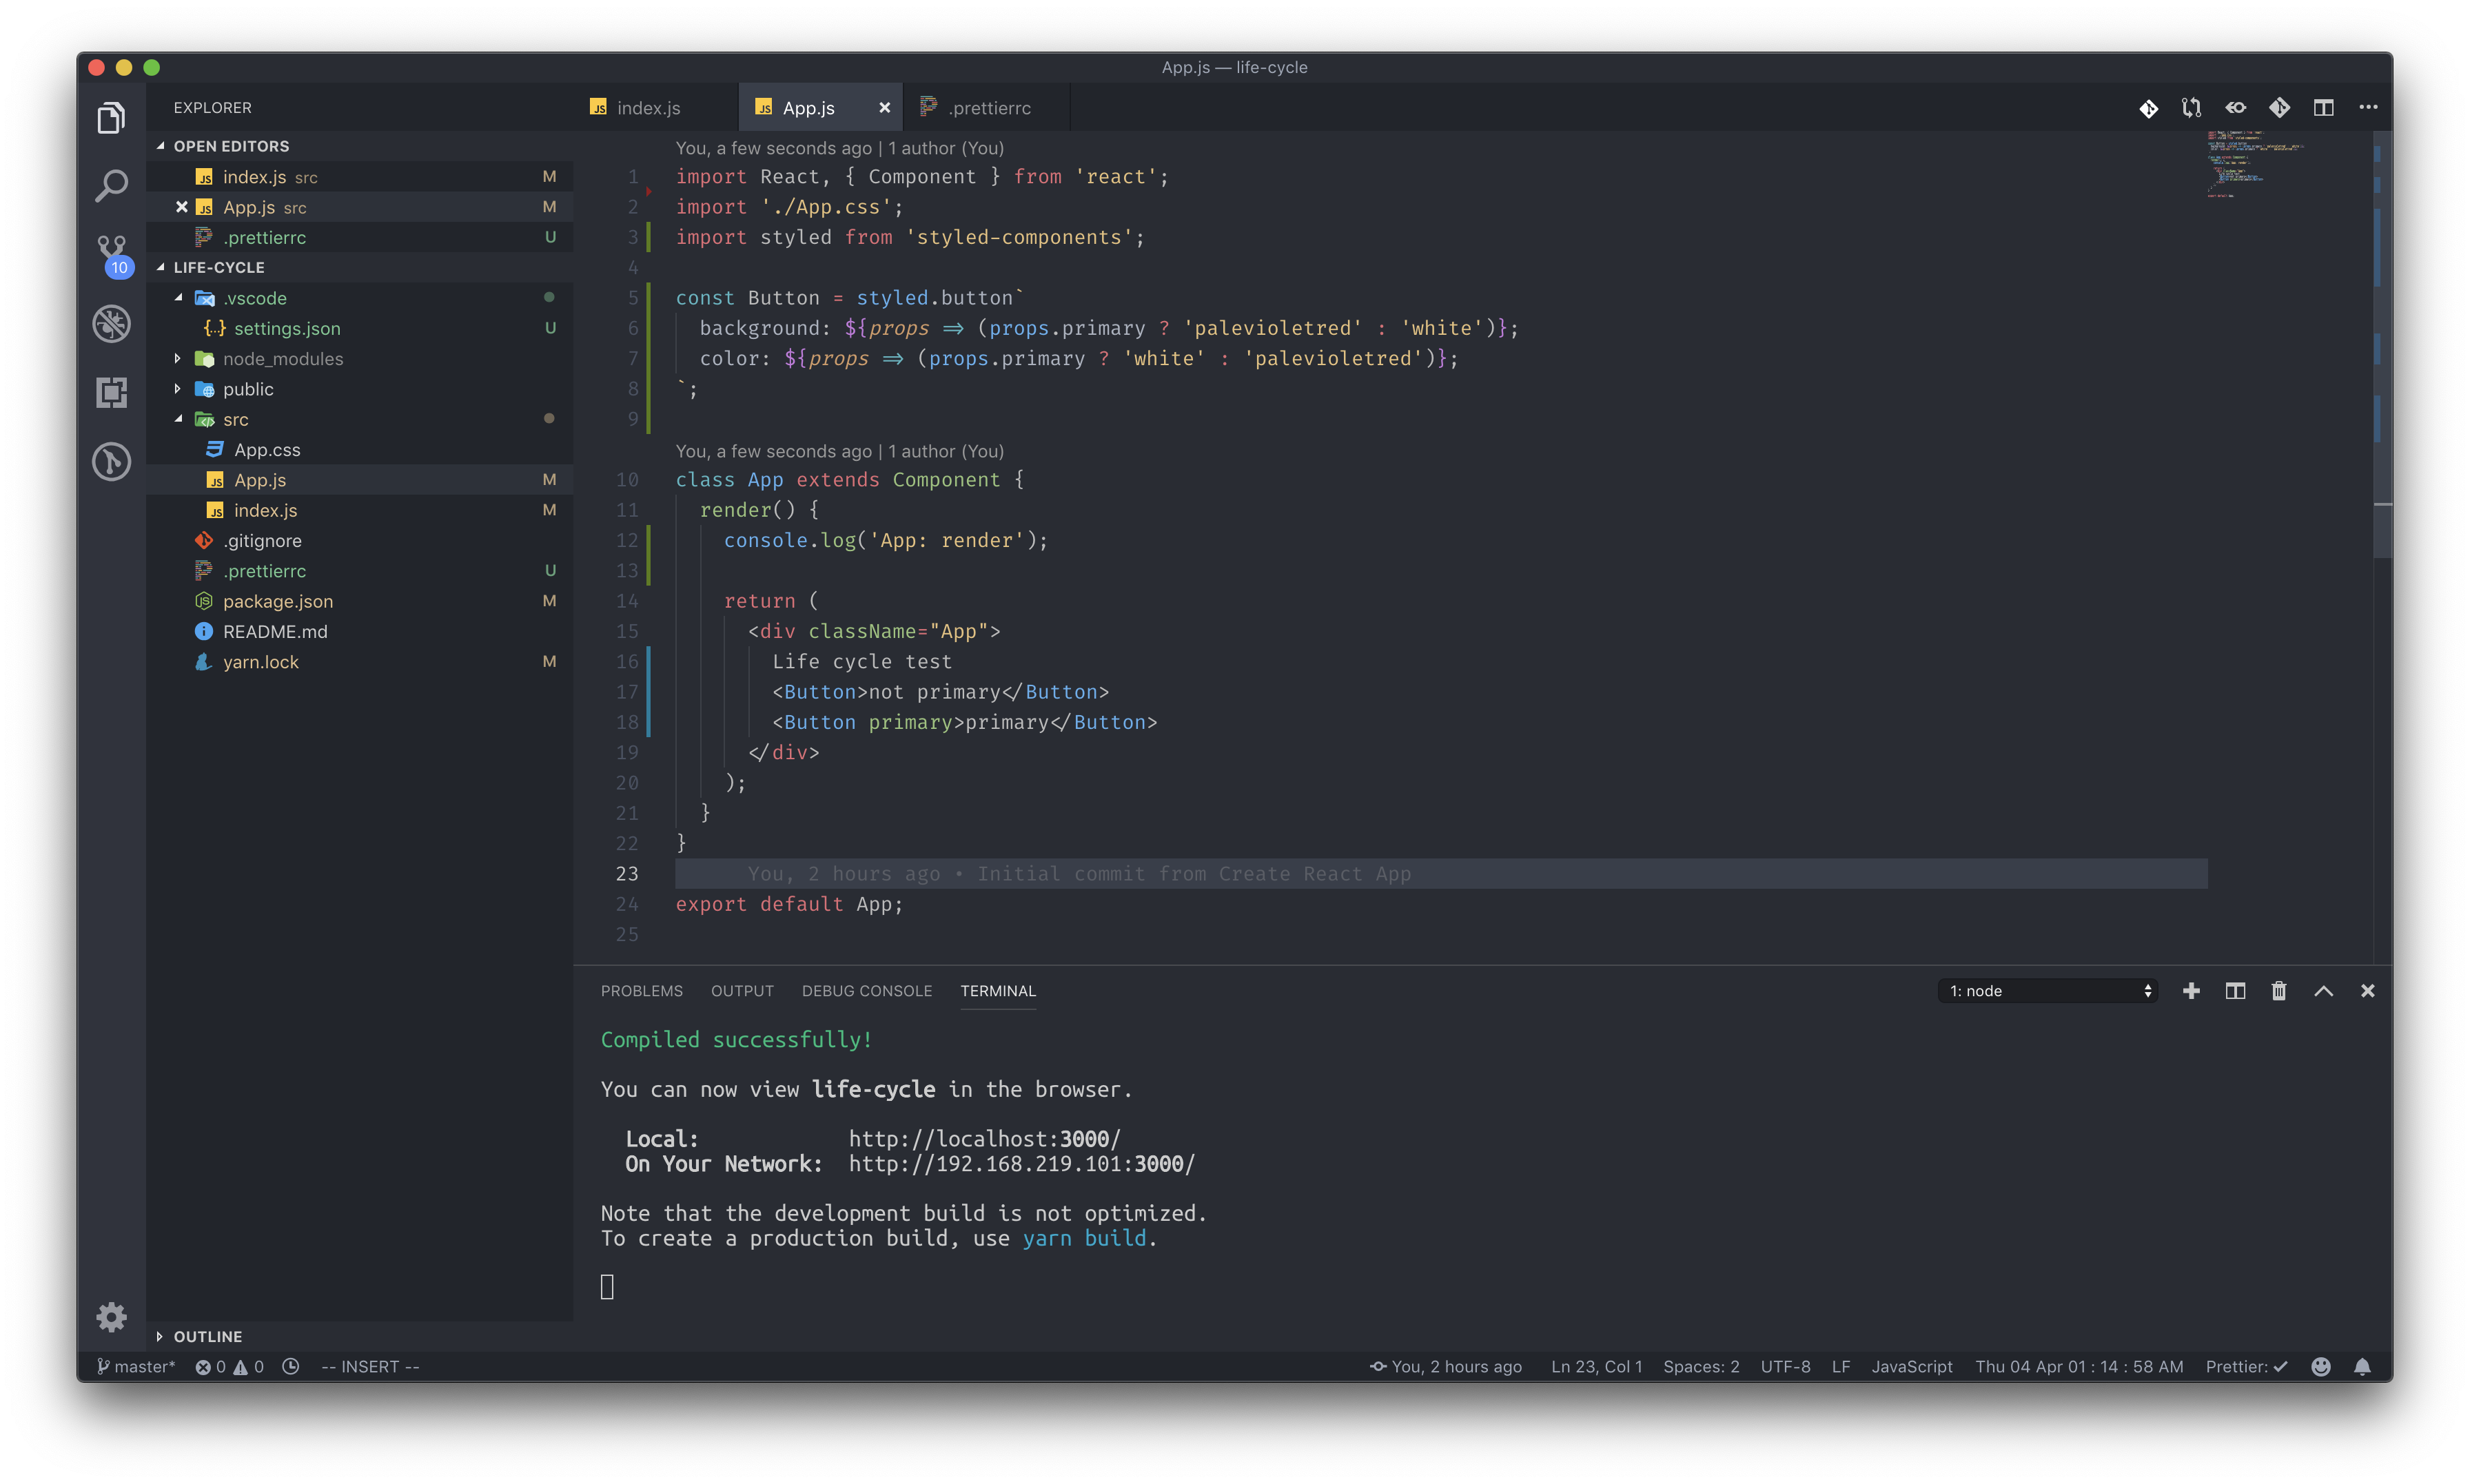 App.js — life-cycle
EXPLORER
OPEN EDITORS
index.js src M
App.js src M
.prettierrc U
LIFE-CYCLE
.vscode
settings.json U
node_modules
public
src
App.css
App.js M
index.js M
.gitignore
.prettierrc U
package.json M
README.md
yarn.lock M
OUTLINE
10
index.js App.js .prettierrc
You, a few seconds ago | 1 author (You)
1 import React, { Component } from 'react';
2 import './App.css';
3 import styled from 'styled-components';
4
5 const Button = styled.button`
6 background: ${props => (props.primary ? 'palevioletred' : 'white')};
7 color: ${props => (props.primary ? 'white' : 'palevioletred')};
8 `;
9
You, a few seconds ago | 1 author (You)
10 class App extends Component {
11 render() {
12 console.log('App: render');
13
14 return (
15 <div className="App">
16 Life cycle test
17 <Button>not primary</Button>
18 <Button primary>primary</Button>
19 </div>
20 );
21 }
22 }
23 You, 2 hours ago • Initial commit from Create React App
24 export default App;
25
PROBLEMS OUTPUT DEBUG CONSOLE TERMINAL 1: node
Compiled successfully!
You can now view life-cycle in the browser.
Local: http://localhost:3000/
On Your Network: http://192.168.219.101:3000/
Note that the development build is not optimized.
To create a production build, use yarn build.
master* 0 0 -- INSERT -- You, 2 hours ago Ln 23, Col 1 Spaces: 2 UTF-8 LF JavaScript Thu 04 Apr 01 : 14 : 58 AM Prettier: ✓